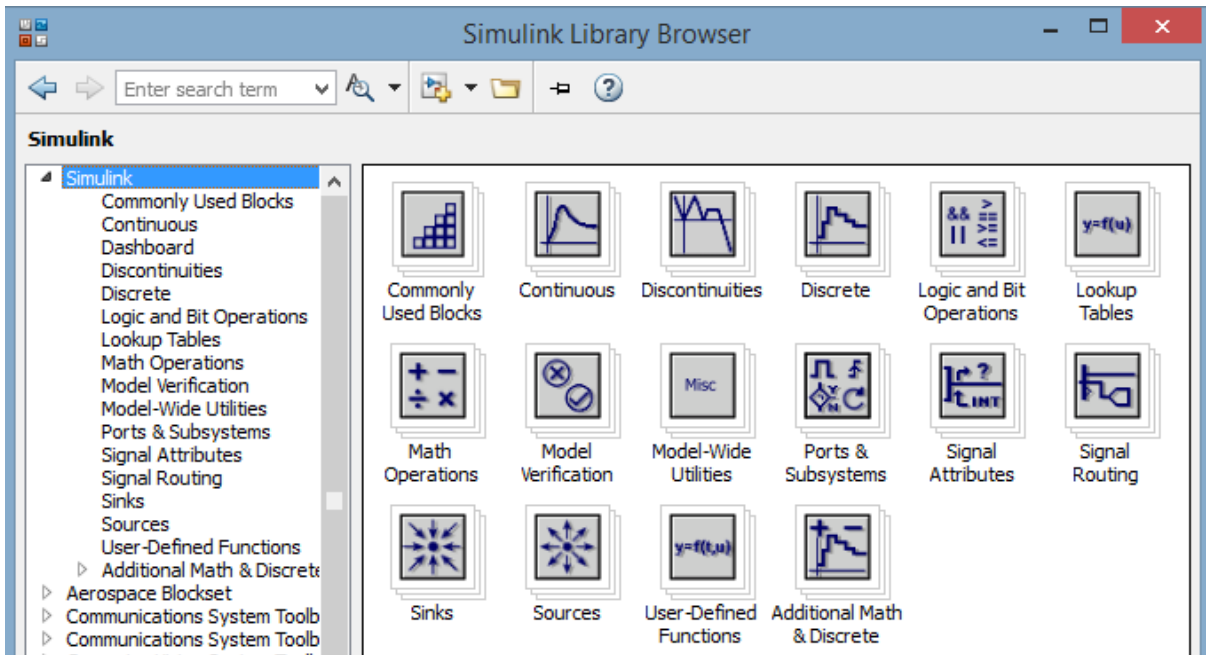 Simulink Library Browser
Enter search term
Simulink
Simulink
Commonly Used Blocks
Continuous
Dashboard
Discontinuities
Discrete
Logic and Bit Operations
Lookup Tables
Math Operations
Model Verification
Model-Wide Utilities
Ports & Subsystems
Signal Attributes
Signal Routing
Sinks
Sources
User-Defined Functions
Additional Math & Discrete
Aerospace Blockset
Communications System Toolb
Communications System Toolb
&& > ==
|| >= <=
y=f(u)
Commonly
Used Blocks
Continuous
Discontinuities
Discrete
Logic and Bit
Operations
Lookup
Tables
+ −
÷ ×
Misc
Y
N
?
INT
Math
Operations
Model
Verification
Model-Wide
Utilities
Ports &
Subsystems
Signal
Attributes
Signal
Routing
y=f(t,u)
+ −
Sinks
Sources
User-Defined
Functions
Additional Math
& Discrete